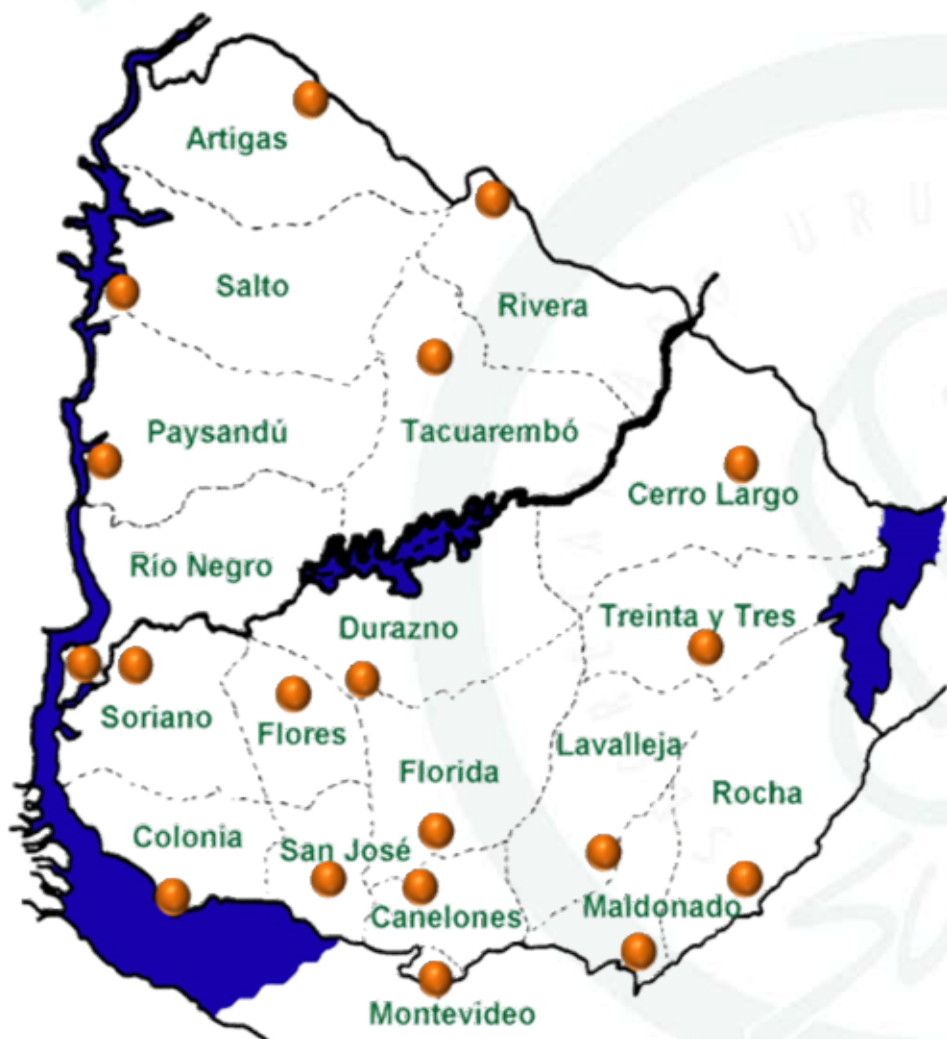 Artigas
Salto
Rivera
Paysandú
Tacuarembó
Cerro Largo
Río Negro
Durazno
Treinta y Tres
Soriano
Flores
Lavalleja
Florida
Rocha
Colonia
San José
Canelones
Maldonado
Montevideo